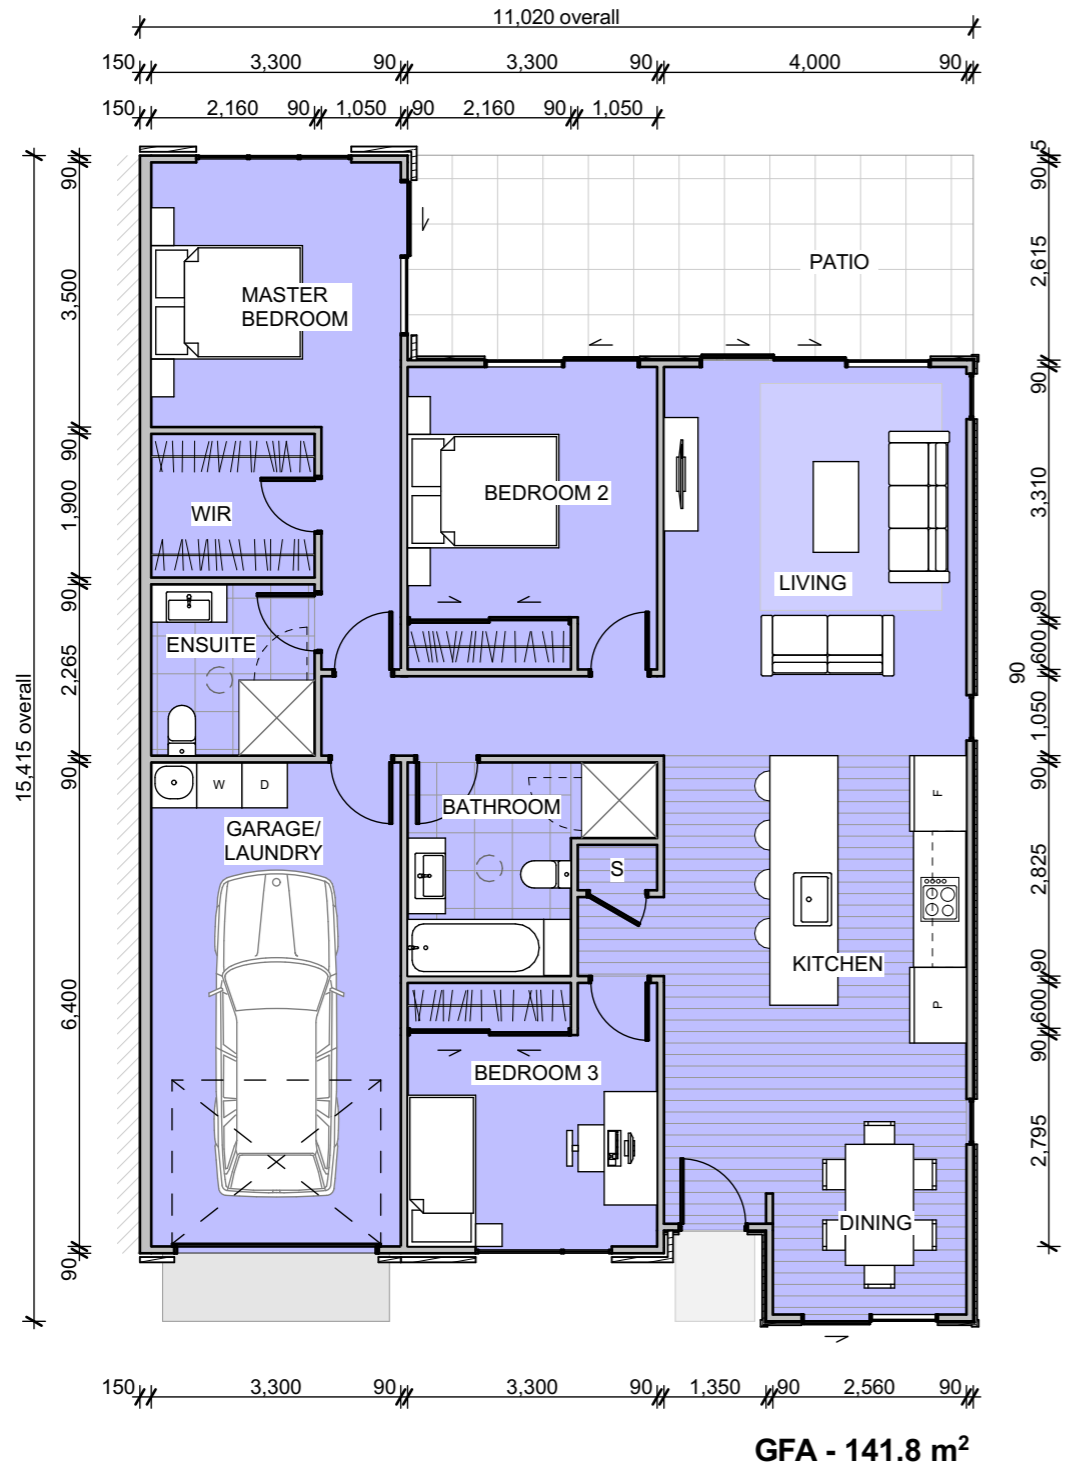 11,020 overall
150 3,300 90 3,300 90 4,000 90
150 2,160 90 1,050 90 2,160 90 1,050
15,415 overall
90
3,500
90
1,900
90
2,265
90
6,400
90
PATIO
MASTER
BEDROOM
BEDROOM 2
WIR
LIVING
ENSUITE
W D
GARAGE/
LAUNDRY
BATHROOM
S
F
KITCHEN
P
BEDROOM 3
DINING
90 5
2,615
90
3,310
90
600
90
1,050
90
2,825
90
600
90
2,795
150 3,300 90 3,300 90 1,350 90 2,560 90
GFA - 141.8 m²